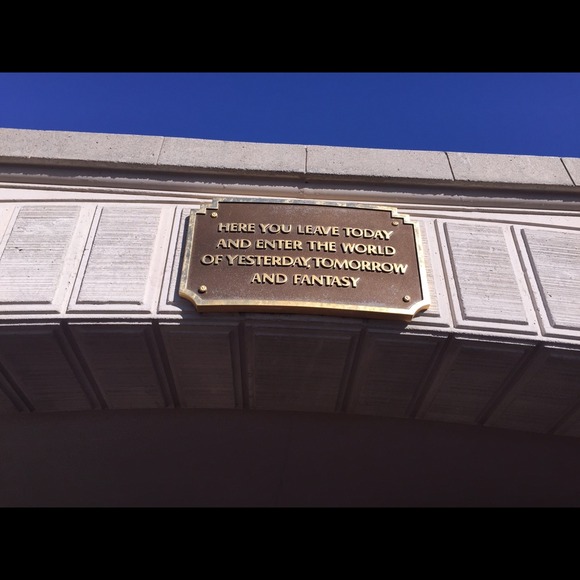 HERE YOU LEAVE TODAY
AND ENTER THE WORLD
OF YESTERDAY, TOMORROW
AND FANTASY